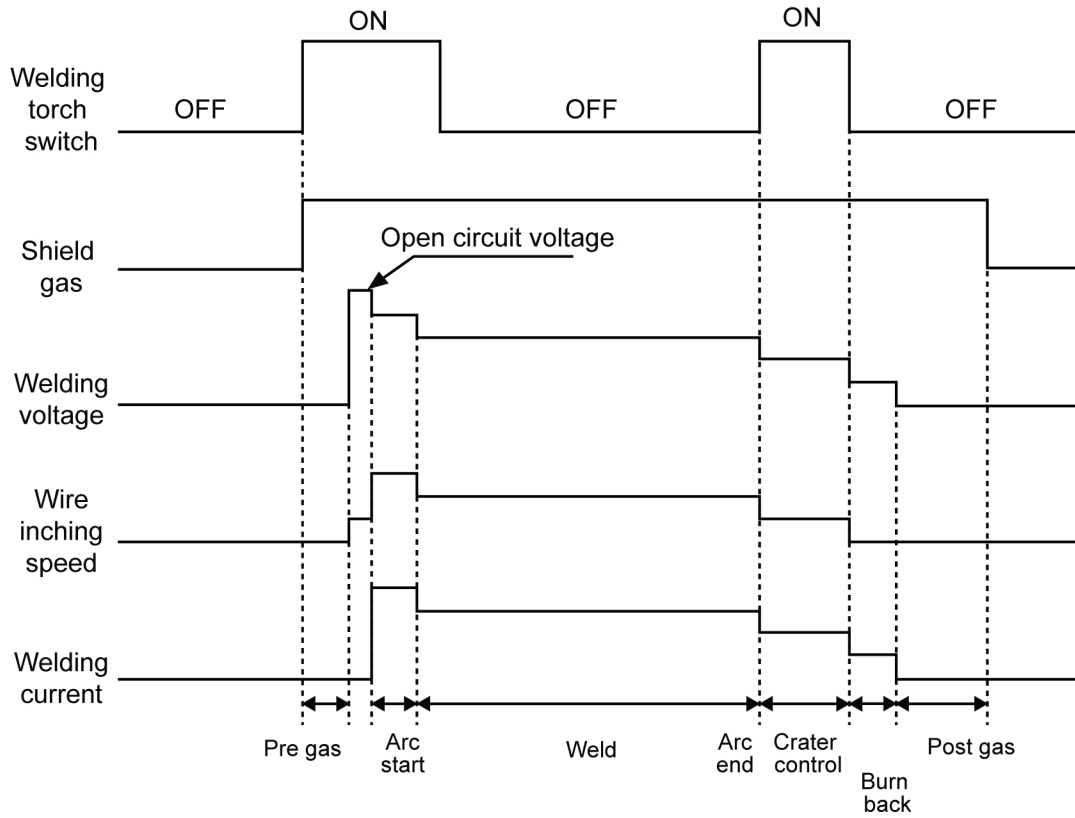 ON
ON
Welding
torch
switch
OFF
OFF
OFF
Shield
gas
Open circuit voltage
Welding
voltage
Wire
inching
speed
Welding
current
Pre gas
Arc
start
Weld
Arc
end
Crater
control
Burn
back
Post gas